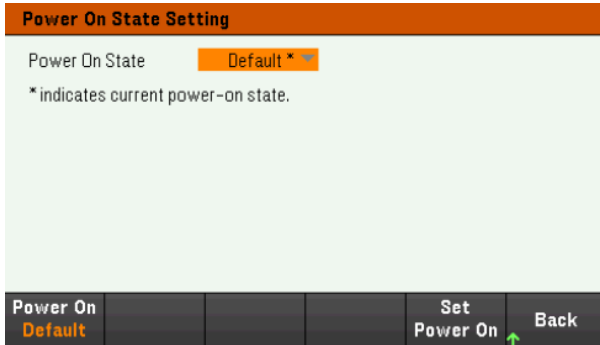 Power On State Setting
Power On State Default *
* indicates current power-on state.
Power On
Default
Set
Power On
Back